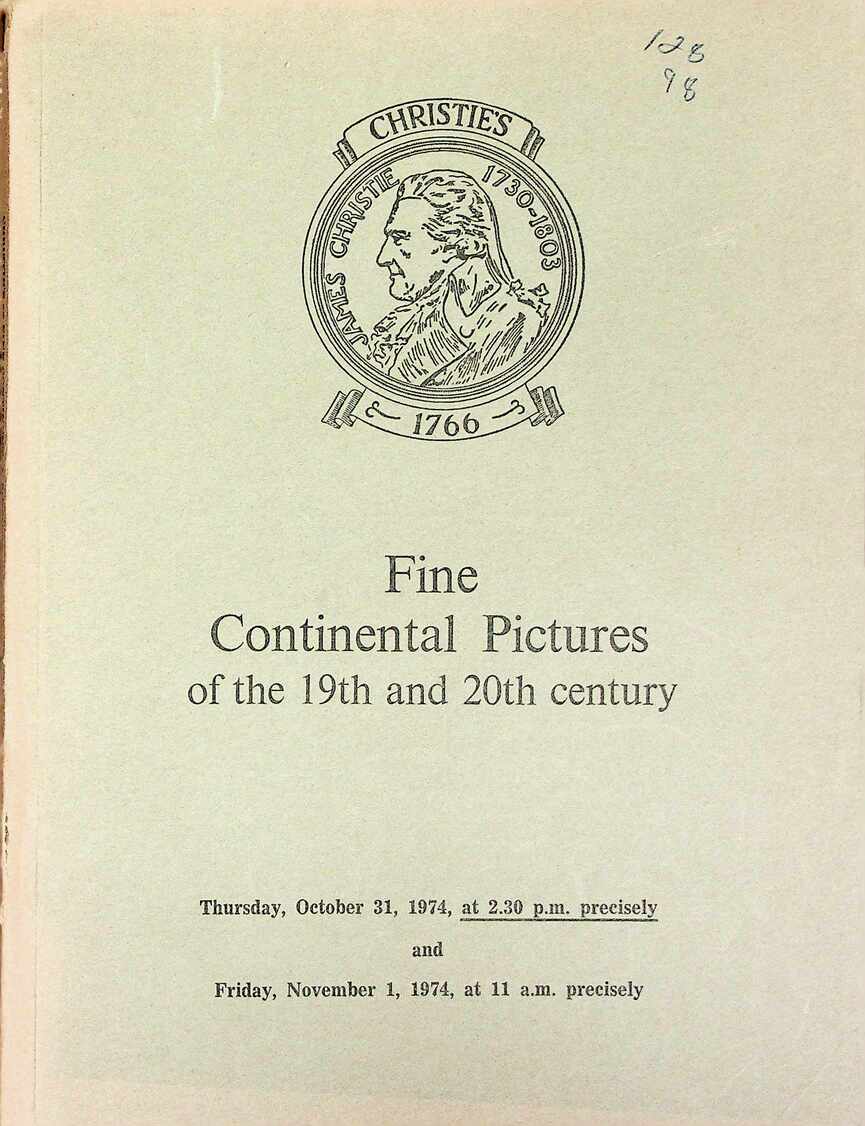 128
98
CHRISTIE'S
JAMES CHRISTIE 1730-1803
1766
Fine
Continental Pictures
of the 19th and 20th century
Thursday, October 31, 1974, at 2.30 p.m. precisely
and
Friday, November 1, 1974, at 11 a.m. precisely